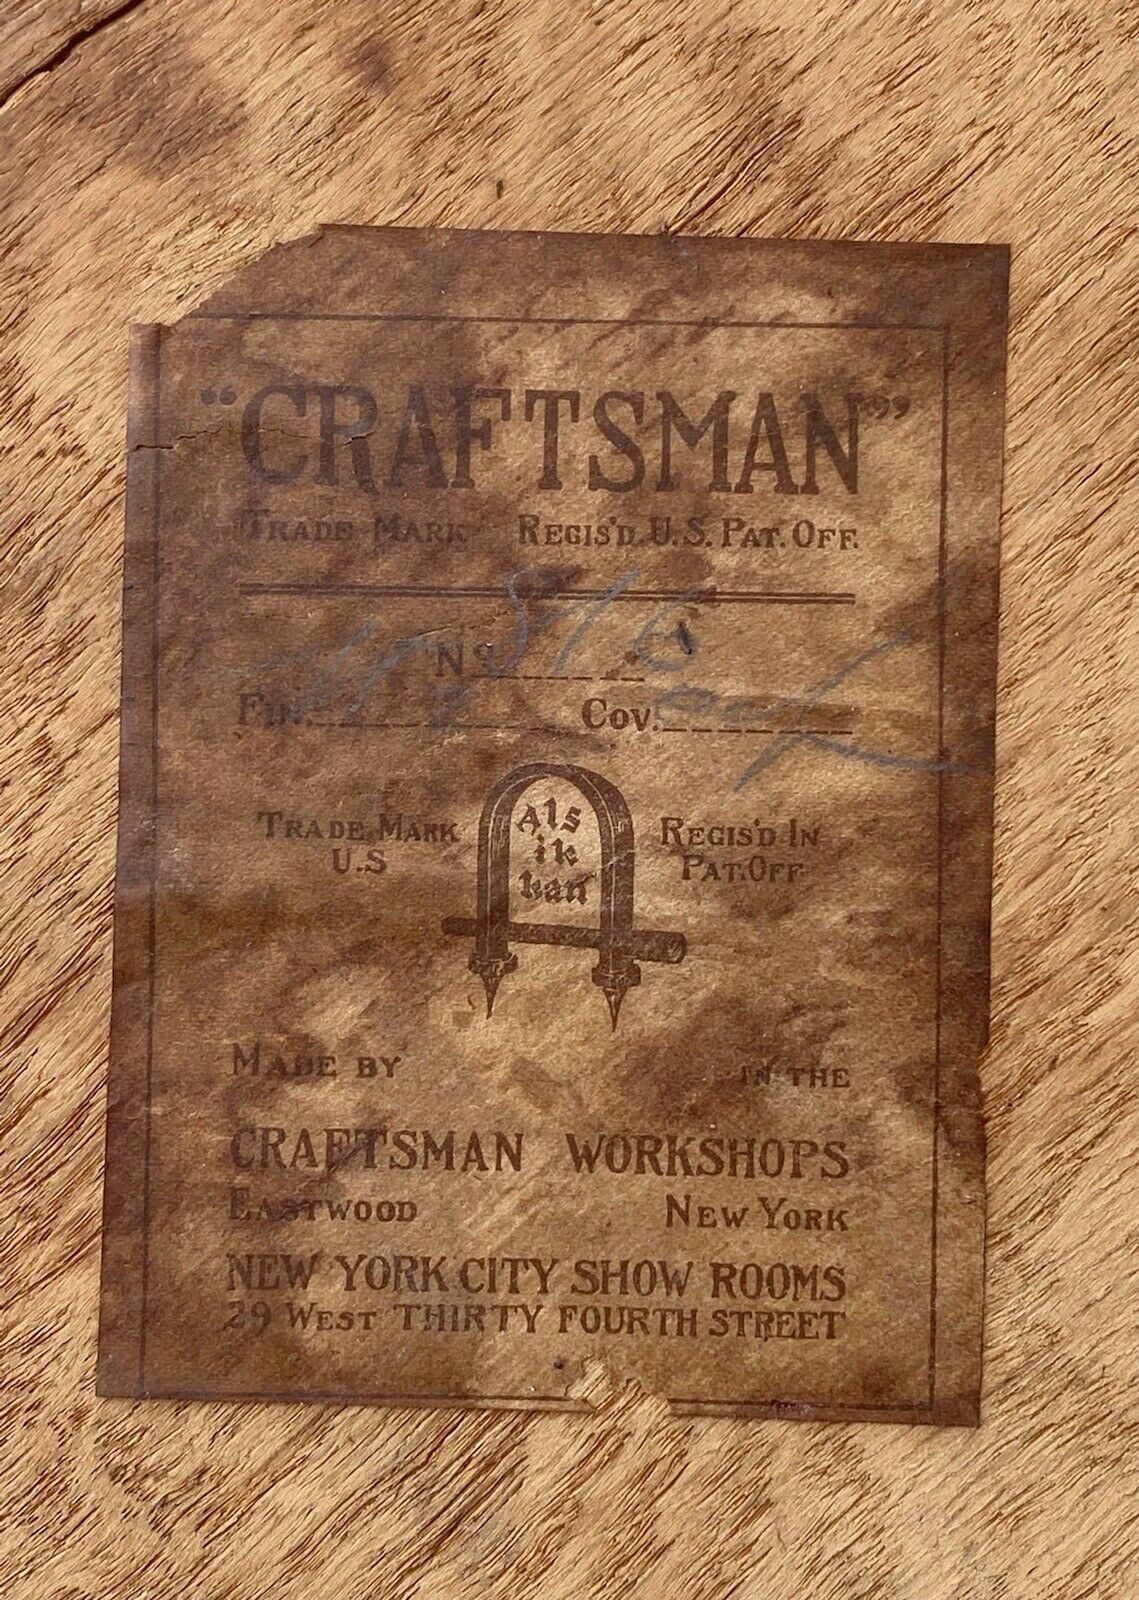 "CRAFTSMAN"
TRADE MARK REGIS'D. U.S. PAT. OFF.
No 816
Fin. Cov.
TRADE MARK
U.S
Als
ik
kan
REGIS'D IN
PAT. OFF
MADE BY IN THE
CRAFTSMAN WORKSHOPS
EASTWOOD NEW YORK
NEW YORK CITY SHOW ROOMS
29 WEST THIRTY FOURTH STREET